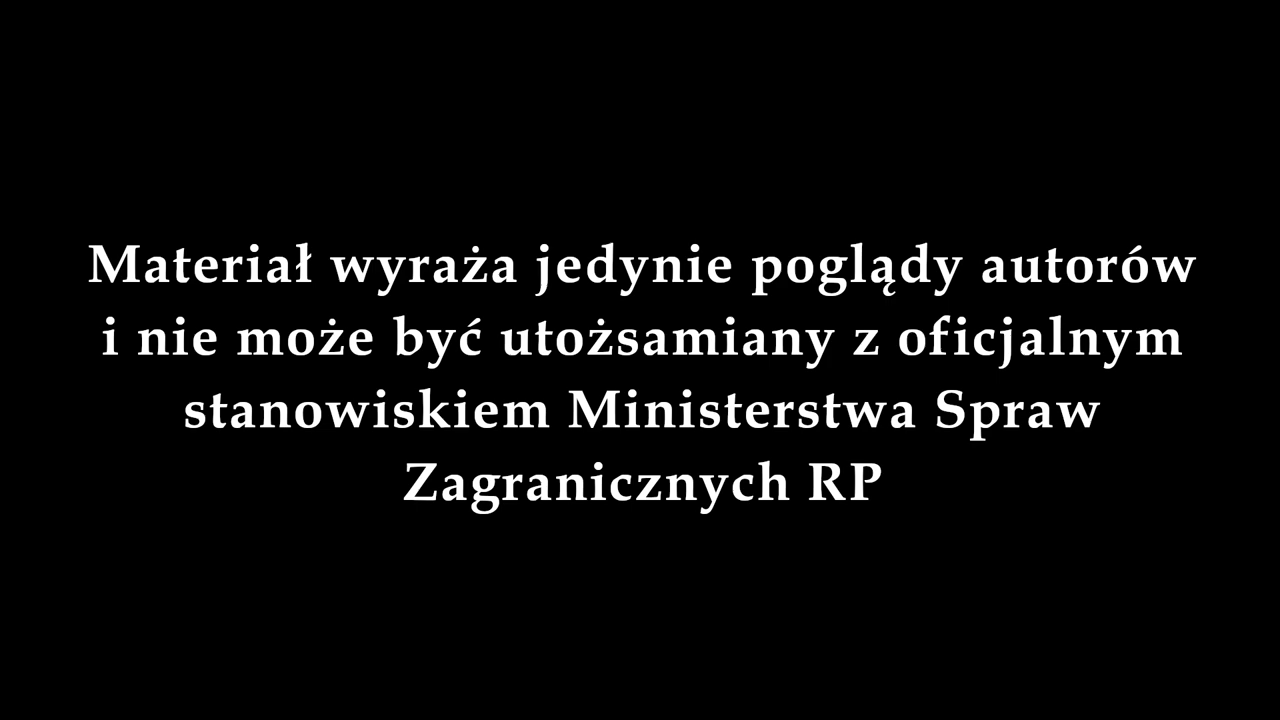 Materiał wyraża jedynie poglądy autorów
i nie może być utożsamiany z oficjalnym
stanowiskiem Ministerstwa Spraw
Zagranicznych RP